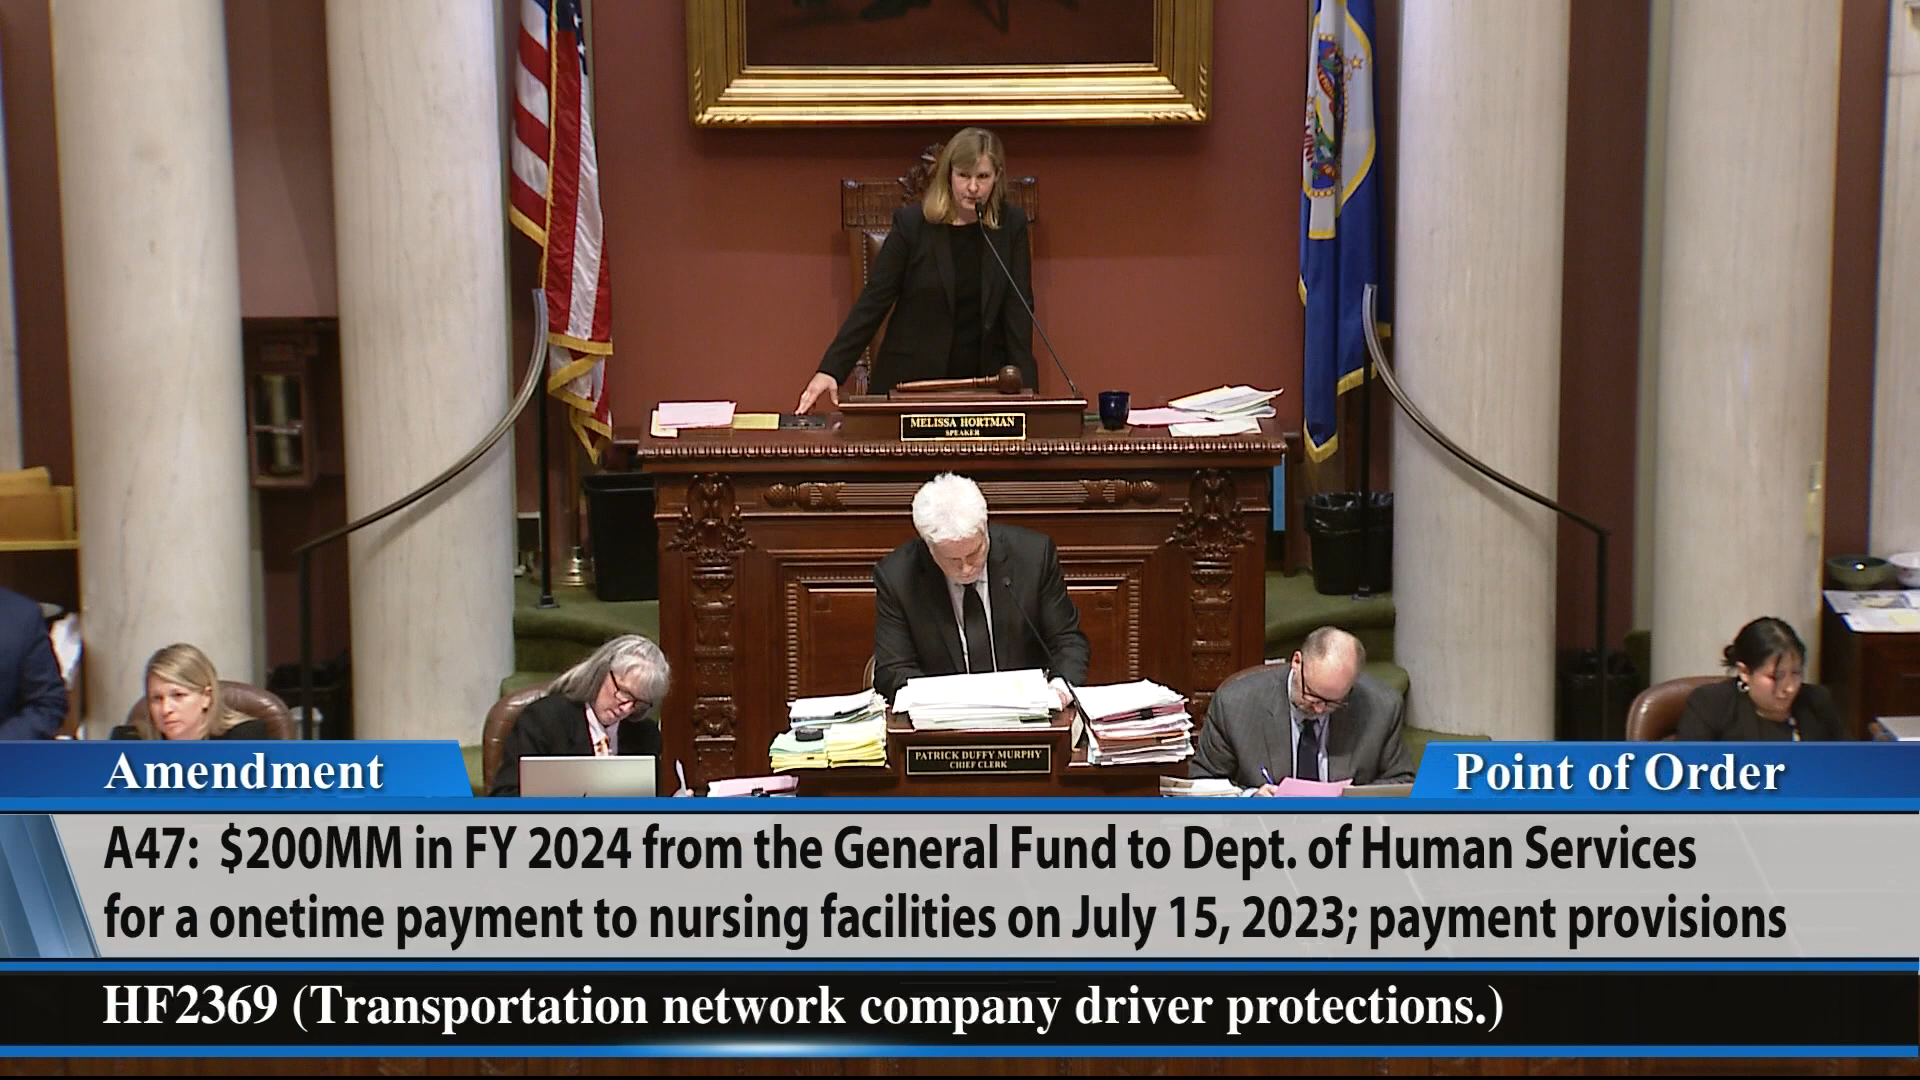 MELISSA HORTMAN
SPEAKER
PATRICK DUFFY MURPHY
CHIEF CLERK
Amendment
Point of Order
A47: $200MM in FY 2024 from the General Fund to Dept. of Human Services
for a onetime payment to nursing facilities on July 15, 2023; payment provisions
HF2369 (Transportation network company driver protections.)